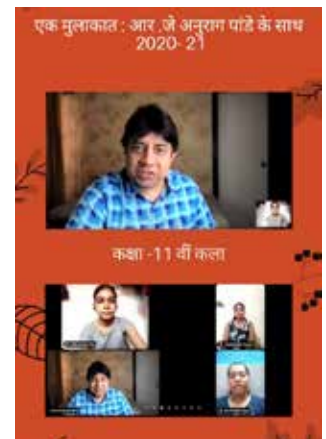 एक मुलाकात : आर .जे अनुराग पांडे के साथ
2020- 21
कक्षा -11 वीं कला